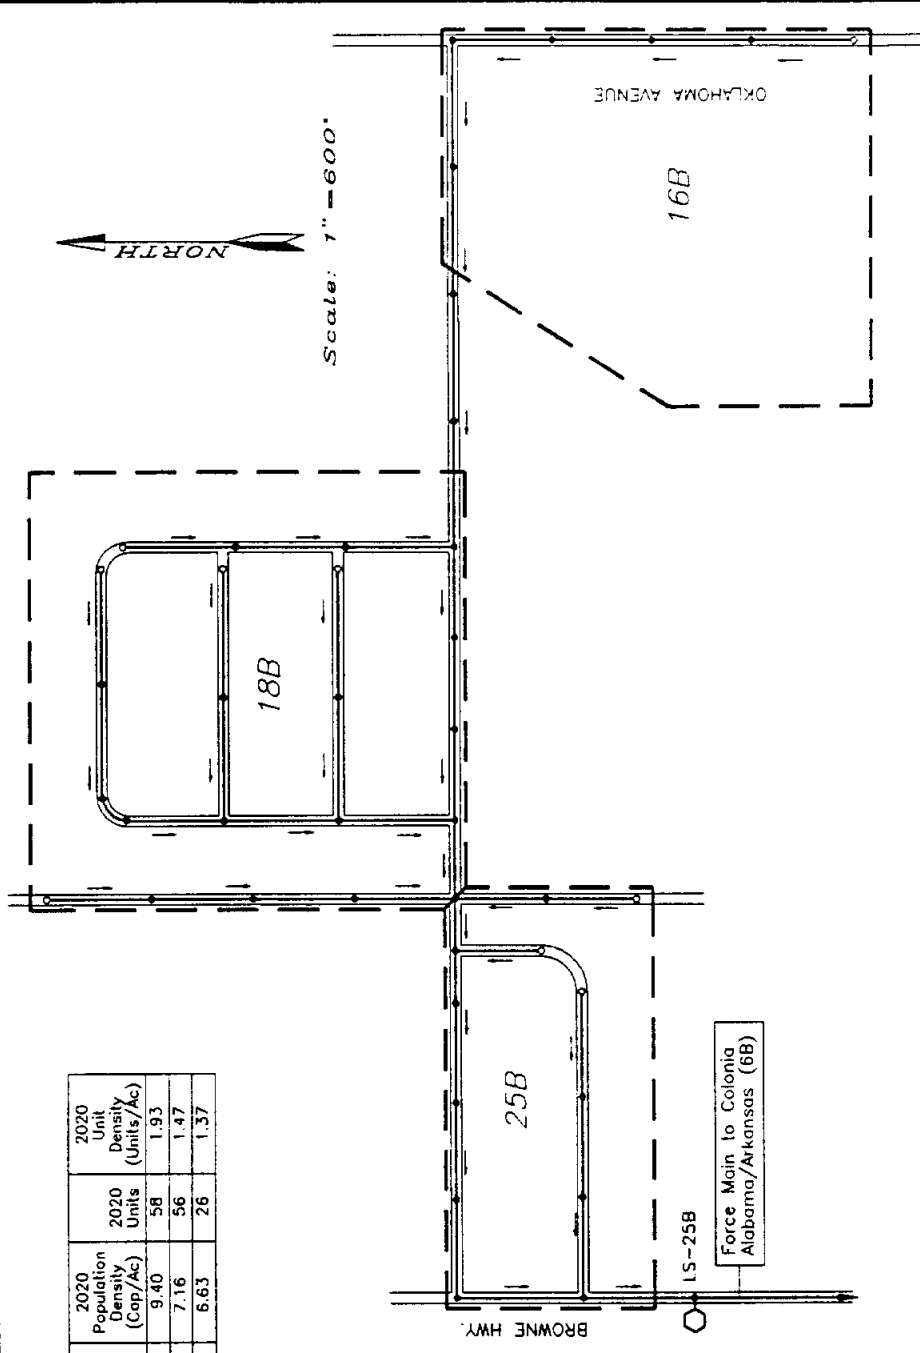 OKLAHOMA AVENUE
16B
NORTH
Scale: 1"=600'
18B
25B
BROWNE HWY.
LS-25B
Force Main to Colonia
Alabama/Arkansas (6B)
2020
Population
Density
(Cap/Ac)
2020
Units
2020
Unit
Density
(Units/Ac)
9.40 58 1.93
7.16 56 1.47
6.63 26 1.37